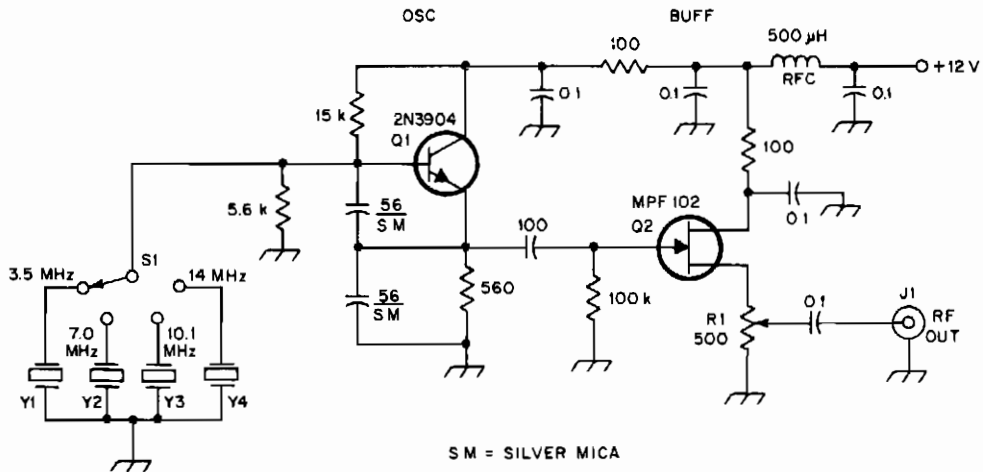 OSC
BUFF
500 µH
RFC
+12 V
100
0.1
0.1
0.1
15 k
2N3904
Q1
100
5.6 k
56
SM
MPF 102
Q2
0.1
100
3.5 MHz
S1
14 MHz
56
SM
560
100 k
R1
500
0.1
J1
RF
OUT
7.0
MHz
10.1
MHz
Y1
Y2
Y3
Y4
SM = SILVER MICA